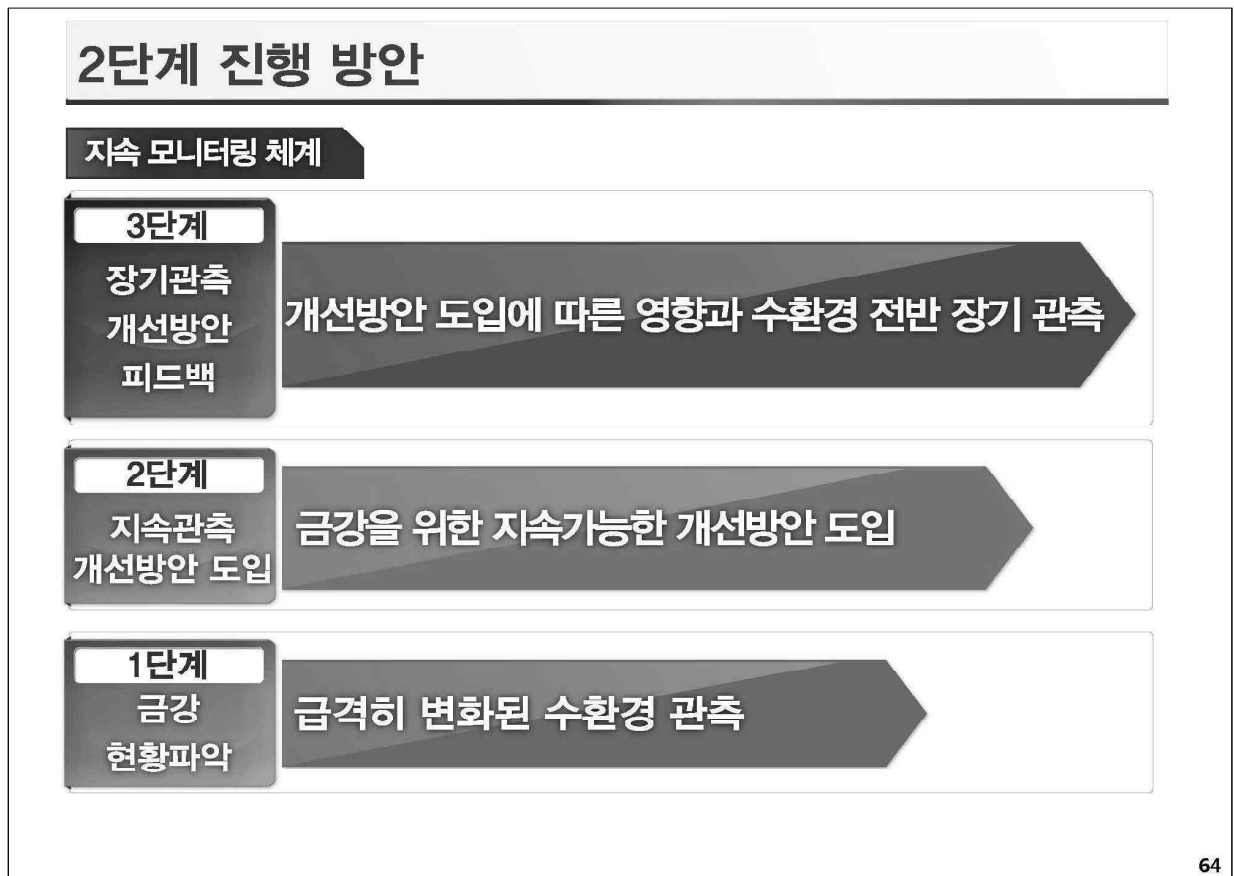 2단계 진행 방안
지속 모니터링 체계
3단계
장기관측
개선방안
피드백
개선방안 도입에 따른 영향과 수환경 전반 장기 관측
2단계
지속관측
개선방안 도입
금강을 위한 지속가능한 개선방안 도입
1단계
금강
현황파악
급격히 변화된 수환경 관측
64